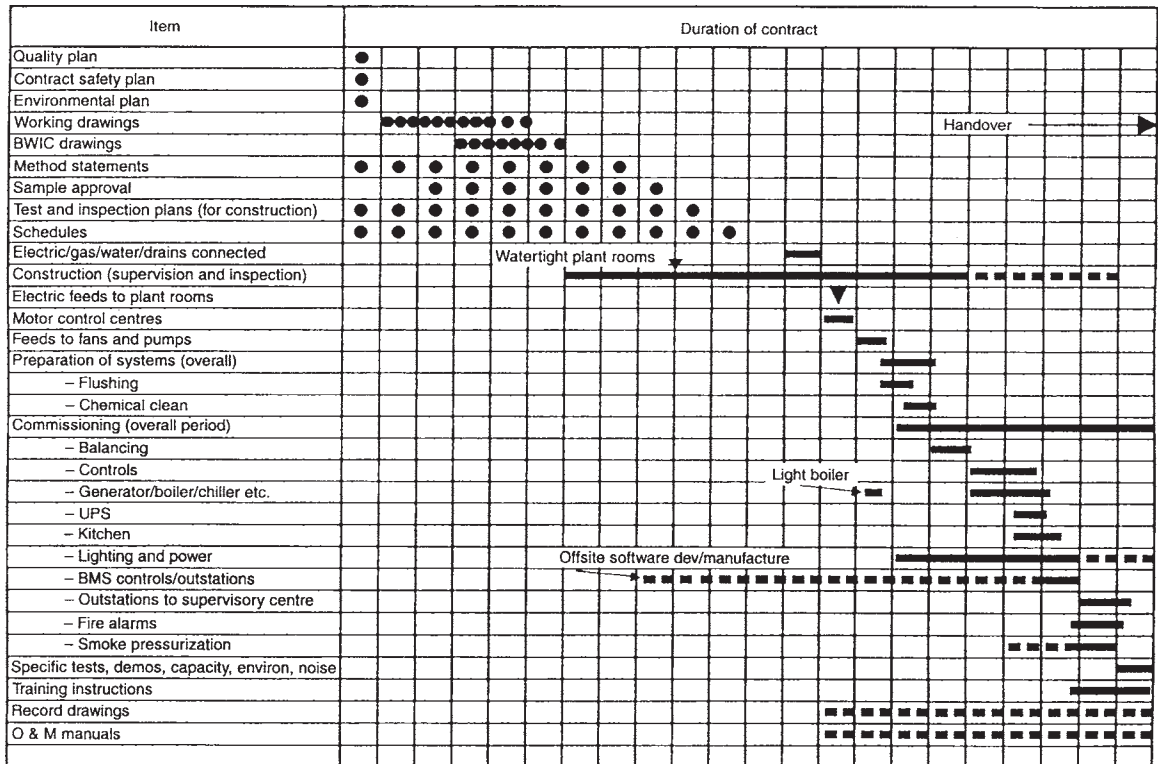 Item
Duration of contract
Quality plan
Contract safety plan
Environmental plan
Working drawings
Handover
BWIC drawings
Method statements
Sample approval
Test and inspection plans (for construction)
Schedules
Electric/gas/water/drains connected
Watertight plant rooms
Construction (supervision and inspection)
Electric feeds to plant rooms
Motor control centres
Feeds to fans and pumps
Preparation of systems (overall)
– Flushing
– Chemical clean
Commissioning (overall period)
– Balancing
– Controls
Light boiler
– Generator/boiler/chiller etc.
– UPS
– Kitchen
– Lighting and power
Offsite software dev/manufacture
– BMS controls/outstations
– Outstations to supervisory centre
– Fire alarms
– Smoke pressurization
Specific tests, demos, capacity, environ, noise
Training instructions
Record drawings
O & M manuals